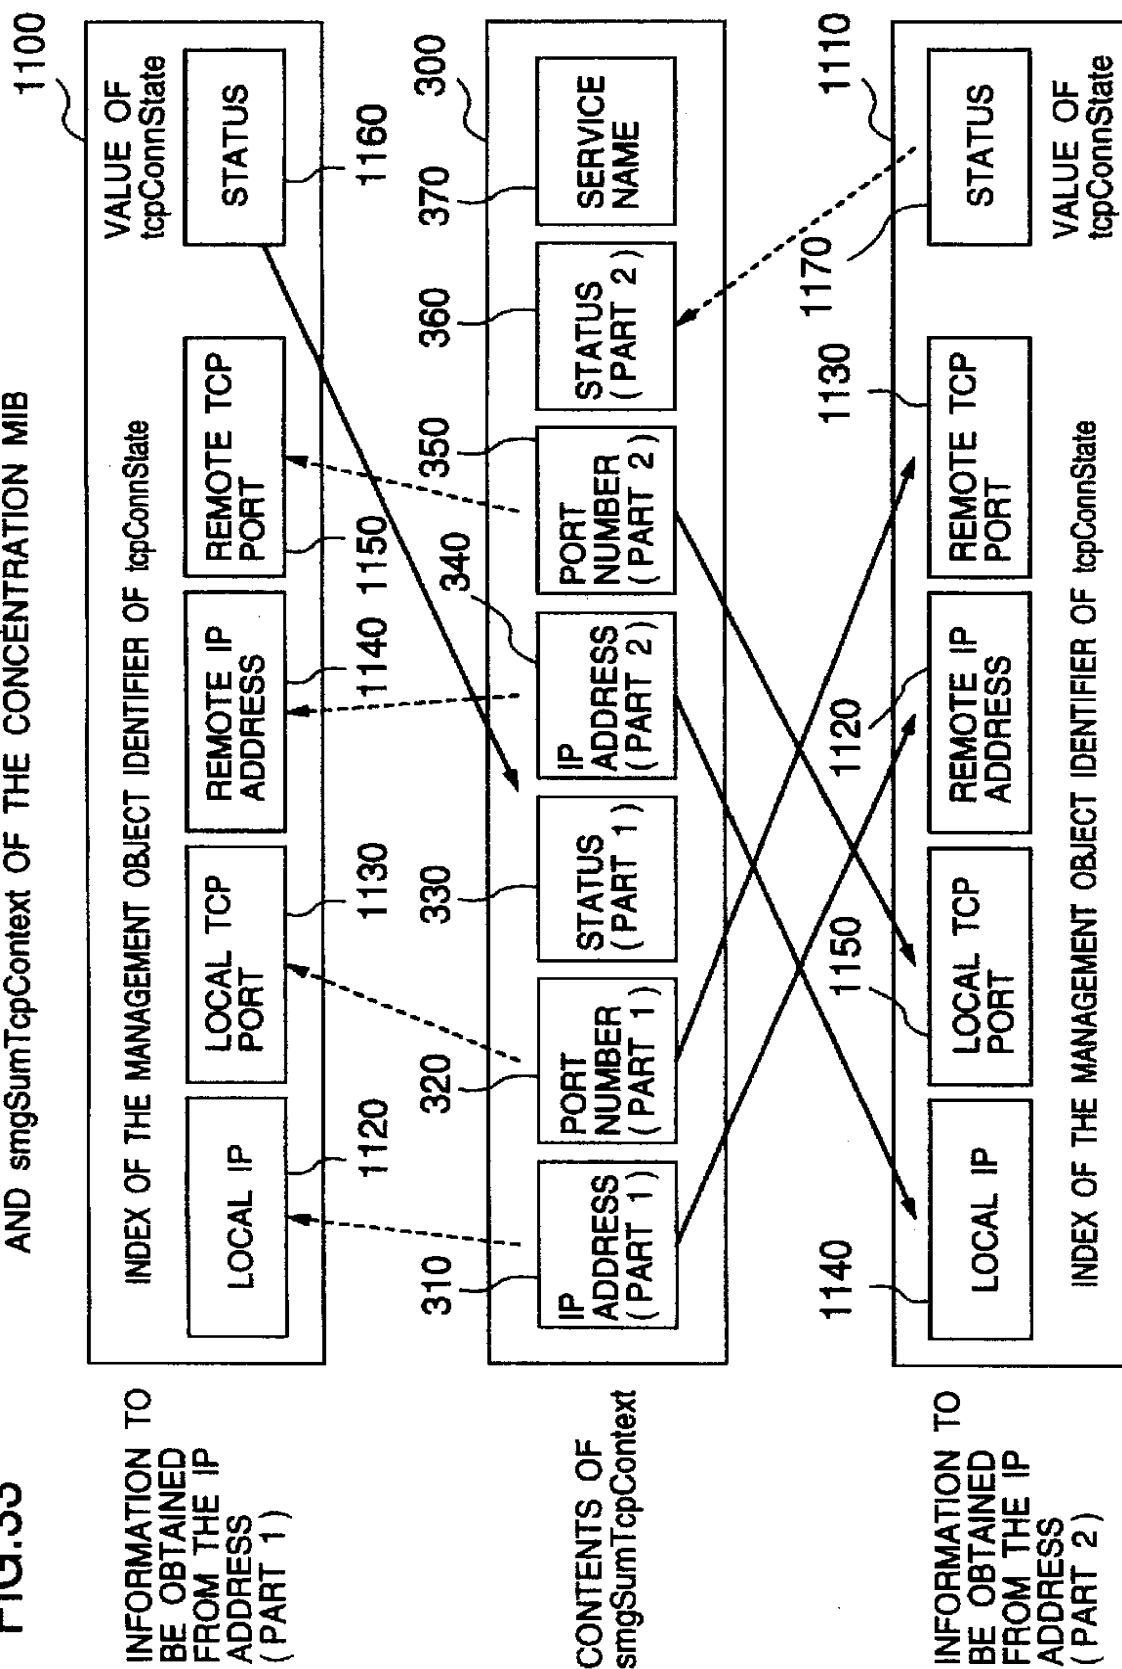 FIG.33
AND smgSumTcpContext OF THE CONCENTRATION MIB
1100
INFORMATION TO
BE OBTAINED
FROM THE IP
ADDRESS
( PART 1 )
INDEX OF THE MANAGEMENT OBJECT IDENTIFIER OF tcpConnState
VALUE OF
tcpConnState
LOCAL IP
LOCAL TCP
PORT
REMOTE IP
ADDRESS
REMOTE TCP
PORT
STATUS
1120
1130
1140
1150
1160
CONTENTS OF
smgSumTcpContext
310
320
330
340
350
360
370
300
IP
ADDRESS
( PART 1 )
PORT
NUMBER
( PART 1 )
STATUS
( PART 1 )
IP
ADDRESS
( PART 2 )
PORT
NUMBER
( PART 2 )
STATUS
( PART 2 )
SERVICE
NAME
1140
1150
1120
1130
1170
1110
INFORMATION TO
BE OBTAINED
FROM THE IP
ADDRESS
( PART 2 )
LOCAL IP
LOCAL TCP
PORT
REMOTE IP
ADDRESS
REMOTE TCP
PORT
STATUS
INDEX OF THE MANAGEMENT OBJECT IDENTIFIER OF tcpConnState
VALUE OF
tcpConnState